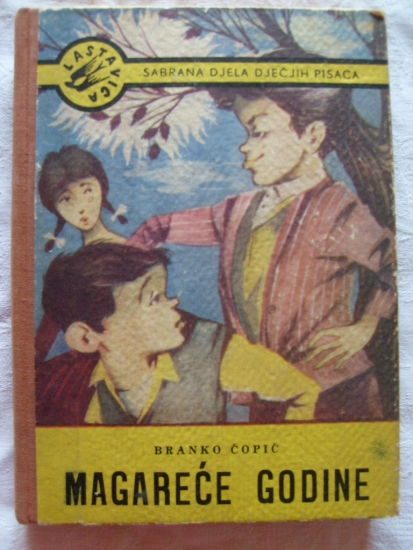 LASTAVICA
SABRANA DJELA DJEČJIH PISACA
BRANKO ĆOPIĆ
MAGAREĆE GODINE